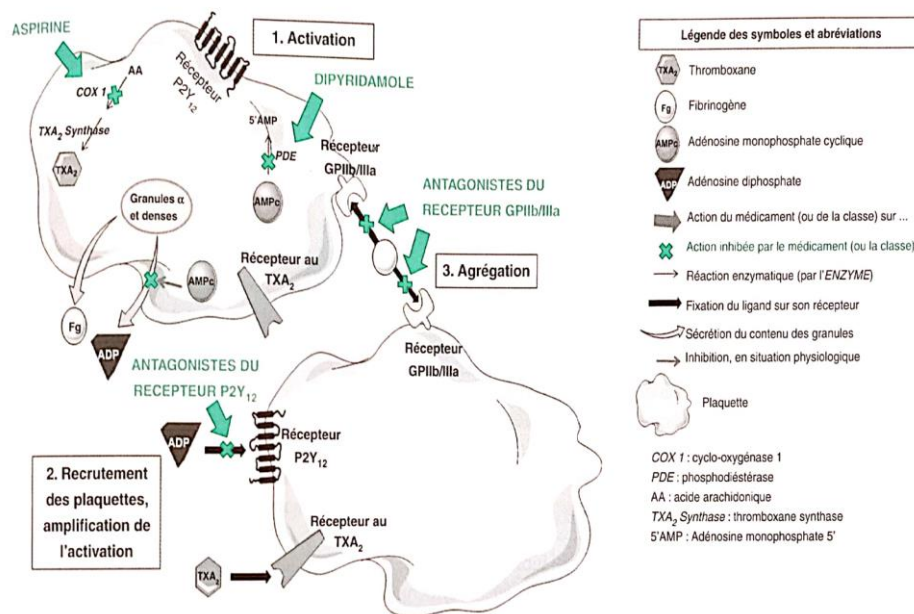 ASPIRINE
1. Activation
AA
COX 1
Récepteur
P2Y12
DIPYRIDAMOLE
TXA2 Synthase
5'AMP
PDE
Récepteur
GPIIb/IIIa
TXA2
AMPc
Granules α
et denses
ANTAGONISTES DU
RECEPTEUR GPIIb/IIIa
Récepteur au
TXA2
AMPc
3. Agrégation
Fg
ADP
Récepteur
GPIIb/IIIa
ANTAGONISTES DU
RECEPTEUR P2Y12
ADP
Récepteur
P2Y12
2. Recrutement
des plaquettes,
amplification de
l'activation
Récepteur au
TXA2
TXA2
Légende des symboles et abréviations
TXA2 Thromboxane
Fg Fibrinogène
AMPc Adénosine monophosphate cyclique
ADP Adénosine diphosphate
Action du médicament (ou de la classe) sur ...
Action inhibée par le médicament (ou la classe)
Réaction enzymatique (par l'ENZYME)
Fixation du ligand sur son récepteur
Sécrétion du contenu des granules
Inhibition, en situation physiologique
Plaquette
COX 1 : cyclo-oxygénase 1
PDE : phosphodiéstérase
AA : acide arachidonique
TXA2 Synthase : thromboxane synthase
5'AMP : Adénosine monophosphate 5'